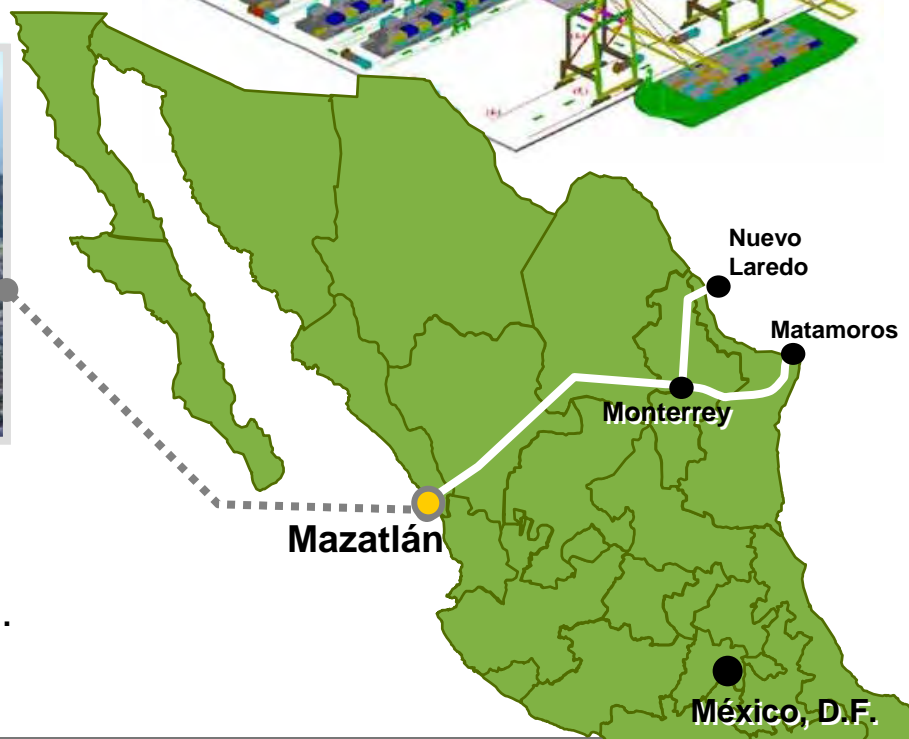 Nuevo
Laredo
Matamoros
Monterrey
Mazatlán
.
México, D.F.